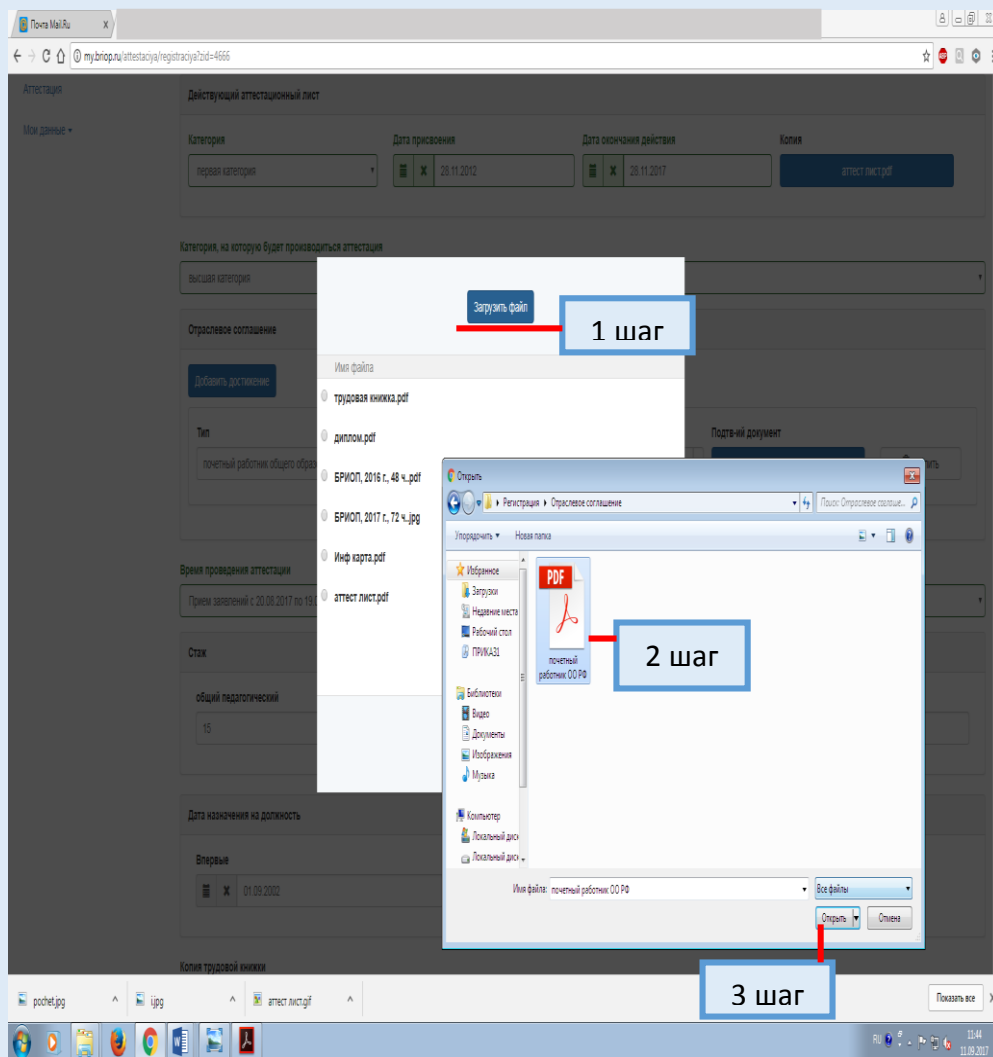 Почта Mail.Ru
my.briop.ru/attestaciya/registraciya?zid=4666
Аттестация
Мои данные
Действующий аттестационный лист
Категория
Дата присвоения
Дата окончания действия
Копия
первая категория
28.11.2012
28.11.2017
аттест лист.pdf
Категория, на которую будет производиться аттестация
высшая категория
Отраслевое соглашение
Добавить достижение
Тип
Подтв-ий документ
почетный работник общего образо
ить
Загрузить файл
1 шаг
Имя файла
трудовая книжка.pdf
диплом.pdf
БРИОП, 2016 г., 48 ч..pdf
БРИОП, 2017 г., 72 ч..jpg
Инф карта.pdf
аттест лист.pdf
Открыть
Регистрация
Отраслевое соглашение
Поиск: Отраслевое соглаше...
Упорядочить
Новая папка
Избранное
Загрузки
Недавние места
Рабочий стол
ПРИКАЗ1
Библиотеки
Видео
Документы
Изображения
Музыка
Компьютер
Локальный диск
Локальный диск
PDF
почетный
работник ОО РФ
2 шаг
Имя файла:
почетный работник ОО РФ
Все файлы
Открыть
Отмена
3 шаг
Время проведения аттестации
Прием заявлений с 20.08.2017 по 19.0
Стаж
общий педагогический
15
Дата назначения на должность
Впервые
01.09.2002
Копия трудовой книжки
pochet.jpg
i.jpg
аттест лист.gif
Показать все
RU
11:44
11.09.2017